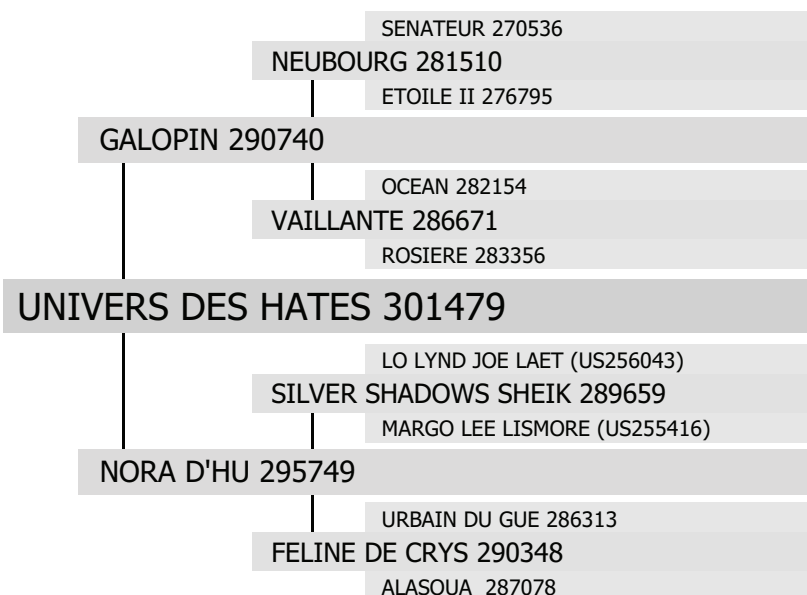 SENATEUR 270536
NEUBOURG 281510
ETOILE II 276795
GALOPIN 290740
OCEAN 282154
VAILLANTE 286671
ROSIERE 283356
UNIVERS DES HATES 301479
LO LYND JOE LAET (US256043)
SILVER SHADOWS SHEIK 289659
MARGO LEE LISMORE (US255416)
NORA D'HU 295749
URBAIN DU GUE 286313
FELINE DE CRYS 290348
ALASOUA 287078